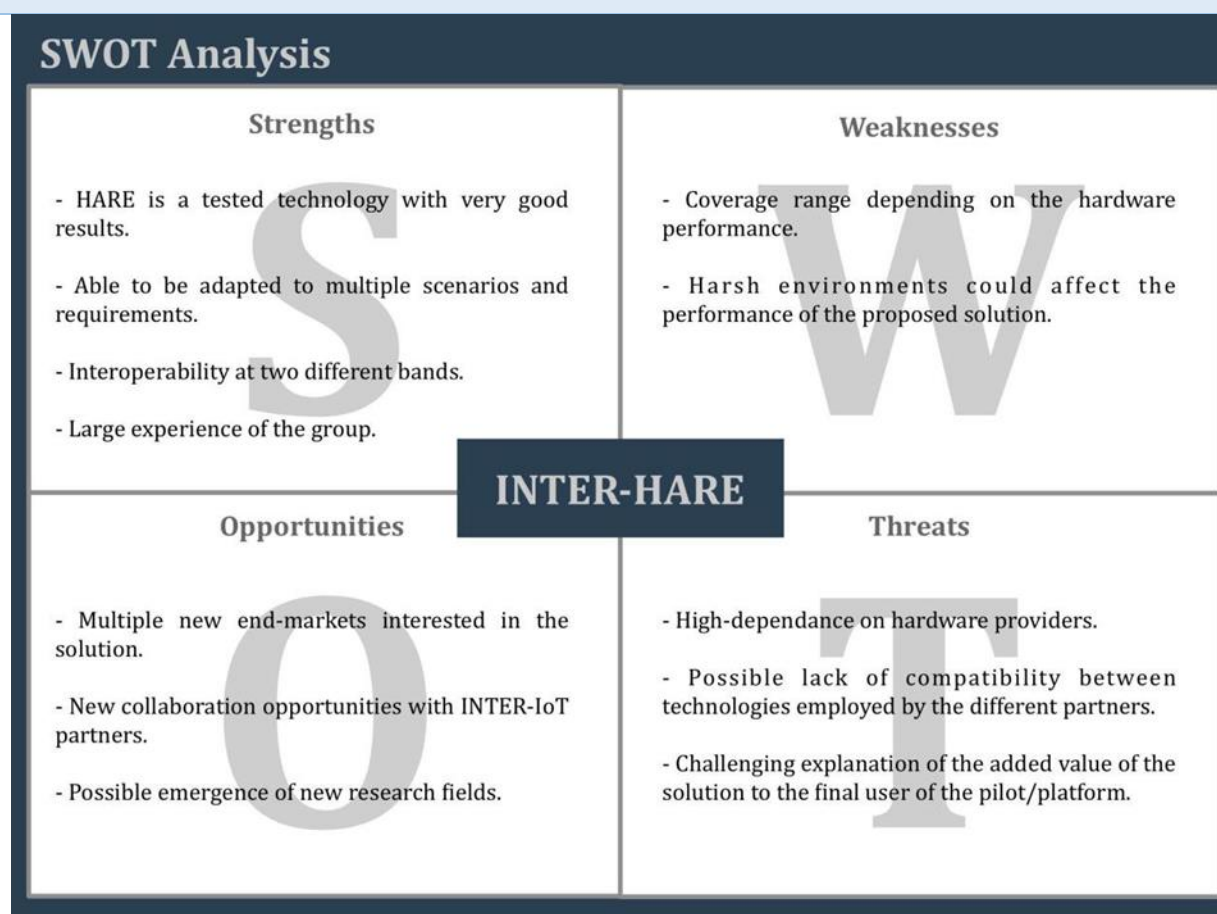 SWOT Analysis
Strengths
- HARE is a tested technology with very good
results.
- Able to be adapted to multiple scenarios and
requirements.
- Interoperability at two different bands.
- Large experience of the group.
S
Weaknesses
- Coverage range depending on the hardware
performance.
- Harsh environments could affect the
performance of the proposed solution.
W
INTER-HARE
Opportunities
- Multiple new end-markets interested in the
solution.
- New collaboration opportunities with INTER-IoT
partners.
- Possible emergence of new research fields.
O
Threats
- High-dependance on hardware providers.
- Possible lack of compatibility between
technologies employed by the different partners.
- Challenging explanation of the added value of the
solution to the final user of the pilot/platform.
T